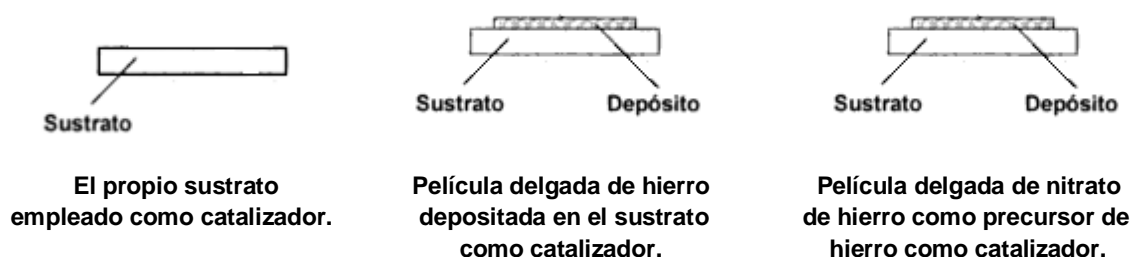 Sustrato
Sustrato
Depósito
Sustrato
Depósito
El propio sustrato
empleado como catalizador.
Película delgada de hierro
depositada en el sustrato
como catalizador.
Película delgada de nitrato
de hierro como precursor de
hierro como catalizador.